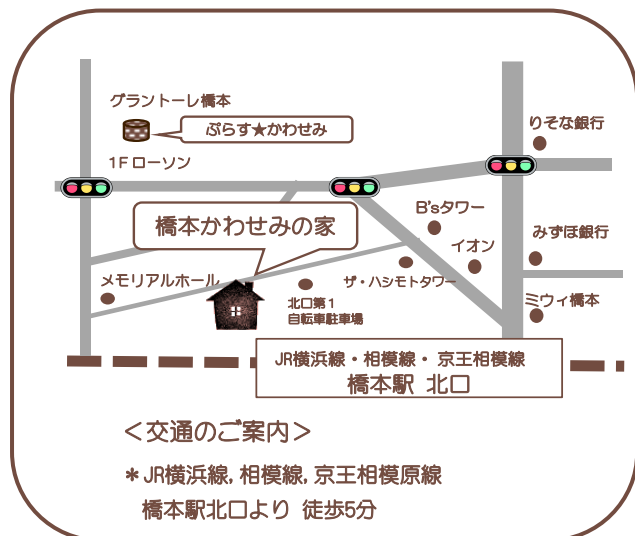 グラントーレ橋本
ぷらす★かわせみ
1F ローソン
りそな銀行
B'sタワー
橋本かわせみの家
イオン
みずほ銀行
メモリアルホール
ザ・ハシモトタワー
北口第1
自転車駐車場
ミウィ橋本
JR横浜線・相模線・京王相模線
橋本駅 北口
＜交通のご案内＞
＊JR横浜線, 相模線, 京王相模原線
橋本駅北口より 徒歩5分